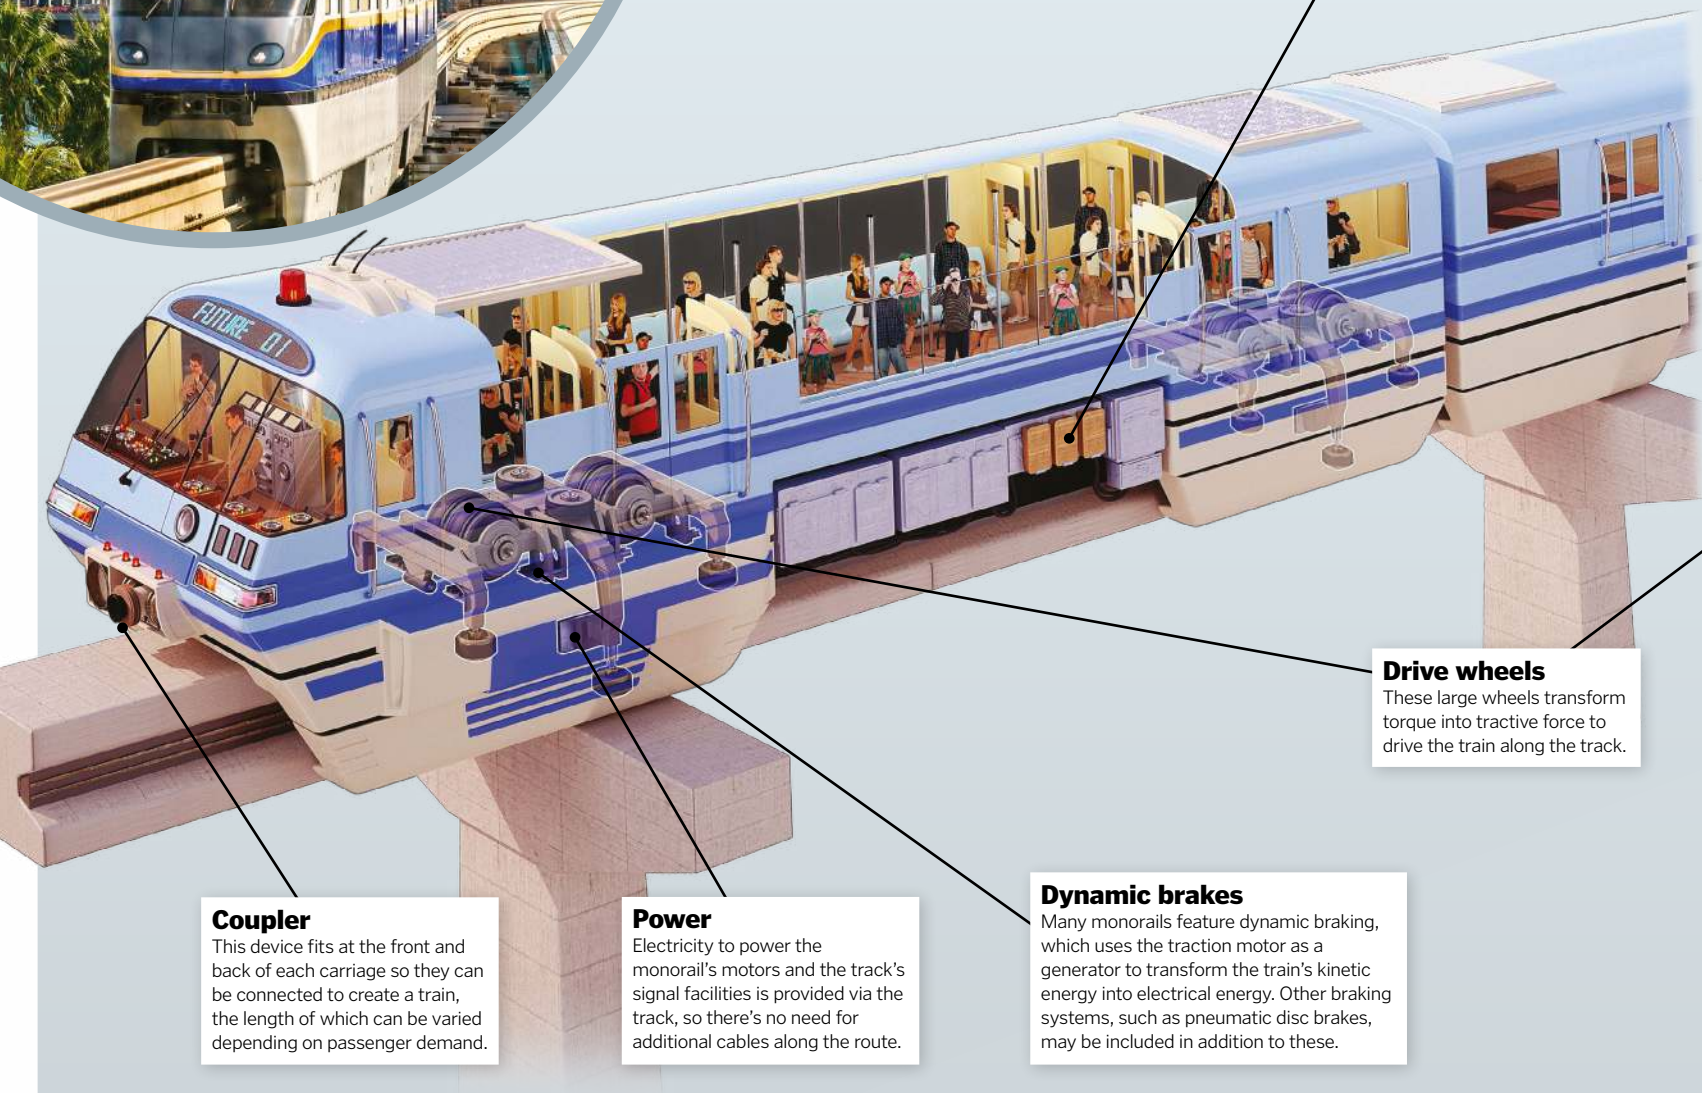 FUTURE 01
Drive wheels
These large wheels transform
torque into tractive force to
drive the train along the track.
Coupler
This device fits at the front and
back of each carriage so they can
be connected to create a train,
the length of which can be varied
depending on passenger demand.
Power
Electricity to power the
monorail's motors and the track's
signal facilities is provided via the
track, so there's no need for
additional cables along the route.
Dynamic brakes
Many monorails feature dynamic braking,
which uses the traction motor as a
generator to transform the train's kinetic
energy into electrical energy. Other braking
systems, such as pneumatic disc brakes,
may be included in addition to these.